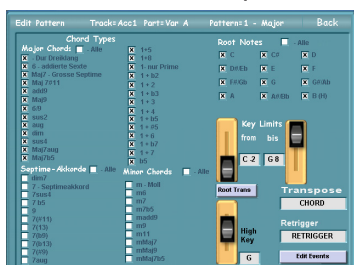 Edit Pattern Track=Acc1 Part=Var A Pattern=1 - Major Back
Chord Types
Major Chords - Alle
- Dur Dreiklang
6 - addierte Sexte
Maj7 - Grosse Septime
Maj7#11
add9
Maj9
6/9
sus2
aug
dim
sus4
Maj7aug
Maj7b5
1+5
1+8
1- nur Prime
1 + b2
1 + 2
1 + b3
1 + 3
1 + 4
1 + b5
1 + #5
1 + 6
1 + b7
1 + 7
b5
Septime-Akkorde - Alle
dim7
7 - Septimeakkord
7sus4
7 b5
9
7(#11)
7(13)
7(b9)
7(b13)
7(#9)
7aug
Minor Chords - Alle
m - Moll
m6
m7
m7b5
madd9
m9
m11
mMaj7
mMaj9
mMaj7b5
Root Notes - Alle
C C# D
D#/Eb E F
F#/Gb G G#/Ab
A A#/Bb B (H)
Key Limits
from bis
C-2 G8
Root Trans
High
Key
G
Transpose
CHORD
Retrigger
RETRIGGER
Edit Events